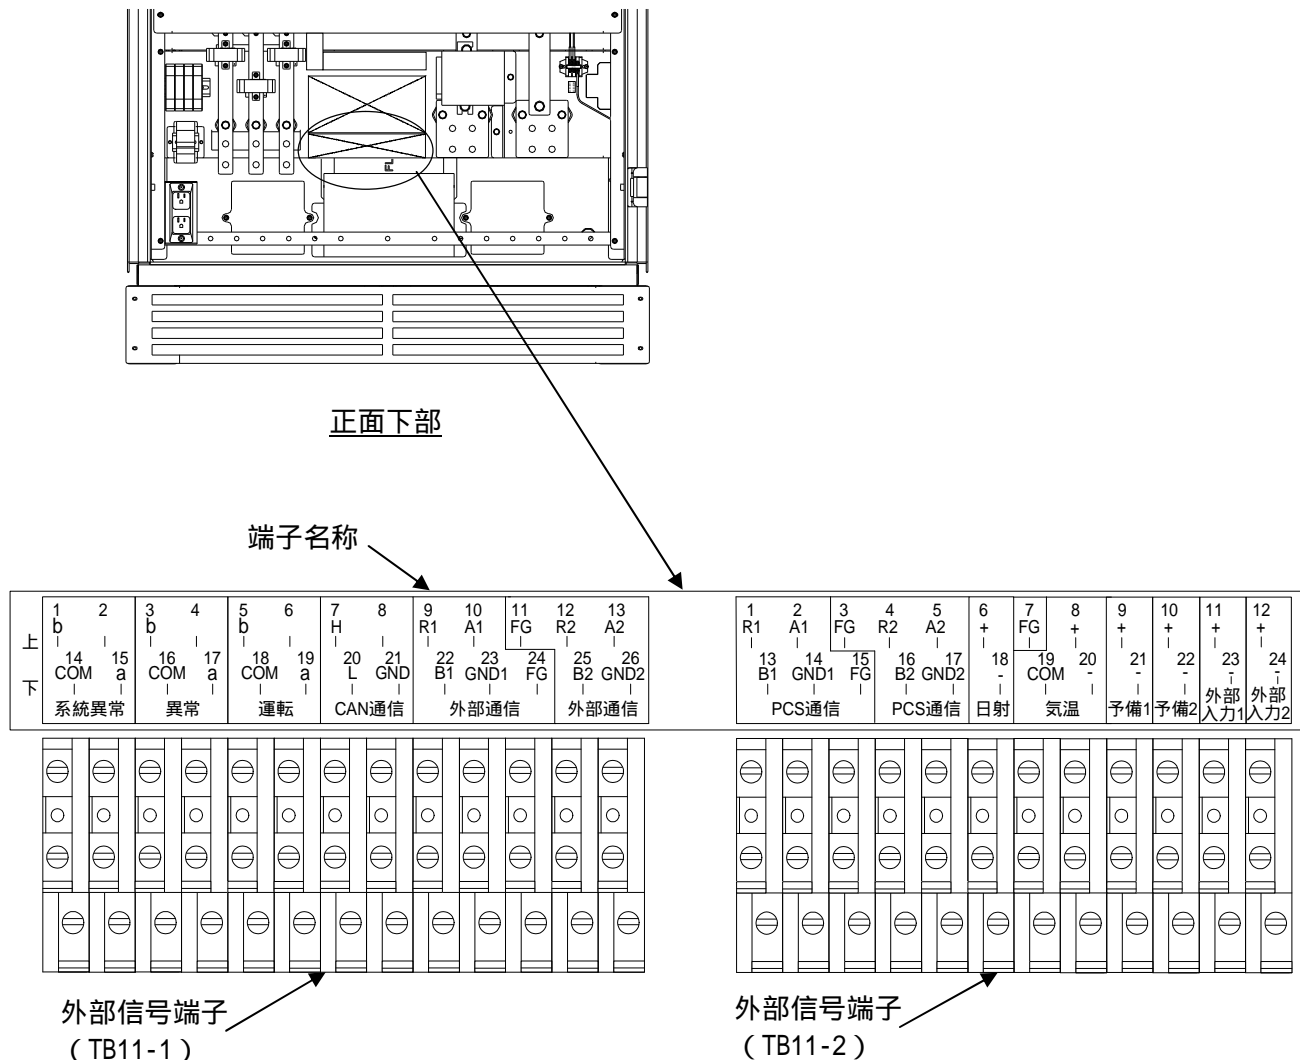 FL
正面下部
端子名称
1 2 3 4 5 6 7 8 9 10 11 12 13
b b b H R1 A1 FG R2 A2
上
14 15 16 17 18 19 20 21 22 23 24 25 26
COM a COM a COM a L GND B1 GND1 FG B2 GND2
下
系統異常 異常 運転 CAN通信 外部通信 外部通信
1 2 3 4 5 6 7 8 9 10 11 12
R1 A1 FG R2 A2 + FG + + + + +
13 14 15 16 17 18 19 20 21 22 23 24
B1 GND1 FG B2 GND2 - COM - - - - -
PCS通信 PCS通信 日射 気温 予備1 予備2 外部入力1 外部入力2
外部信号端子
(TB11-1)
外部信号端子
(TB11-2)